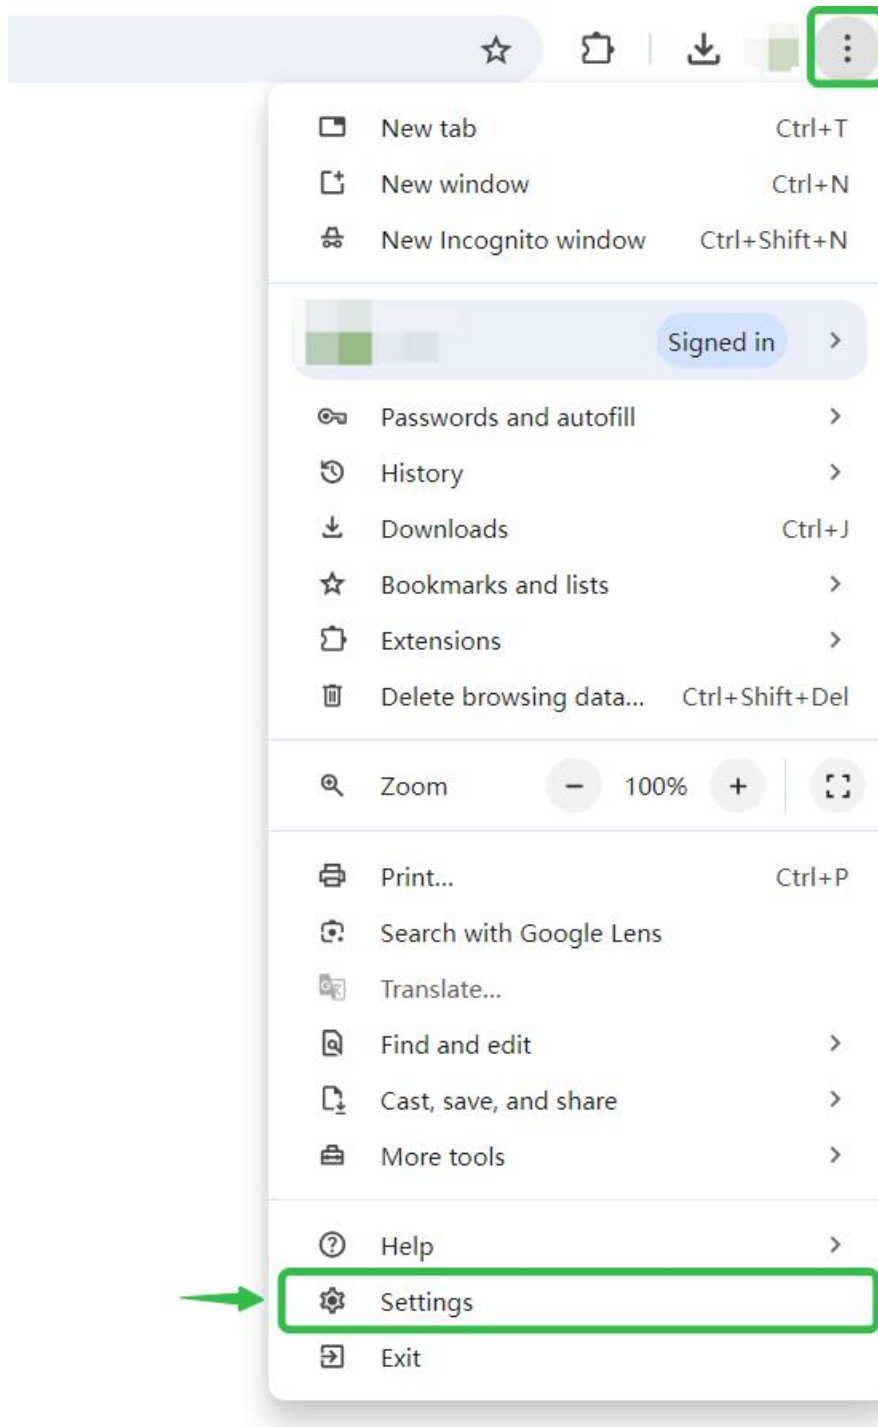 New tab Ctrl+T
New window Ctrl+N
New Incognito window Ctrl+Shift+N
Signed in
Passwords and autofill
History
Downloads Ctrl+J
Bookmarks and lists
Extensions
Delete browsing data... Ctrl+Shift+Del
Zoom − 100% +
Print... Ctrl+P
Search with Google Lens
Translate...
Find and edit
Cast, save, and share
More tools
Help
Settings
Exit